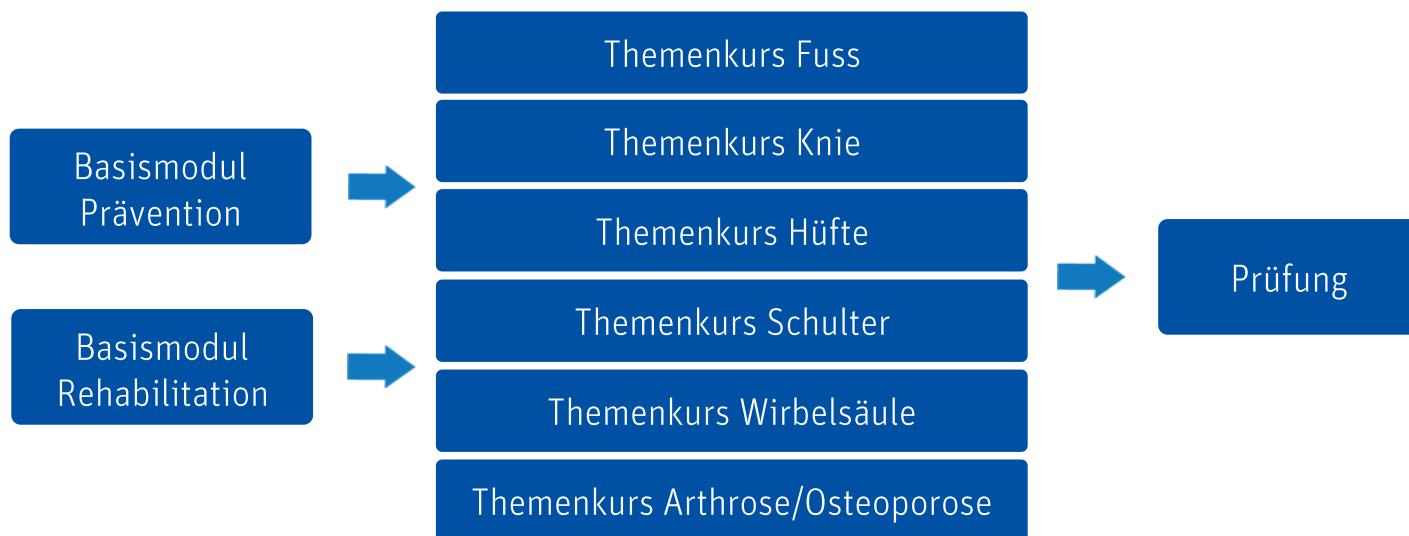 Basismodul
Prävention
Basismodul
Rehabilitation
Themenkurs Fuss
Themenkurs Knie
Themenkurs Hüfte
Themenkurs Schulter
Themenkurs Wirbelsäule
Themenkurs Arthrose/Osteoporose
Prüfung